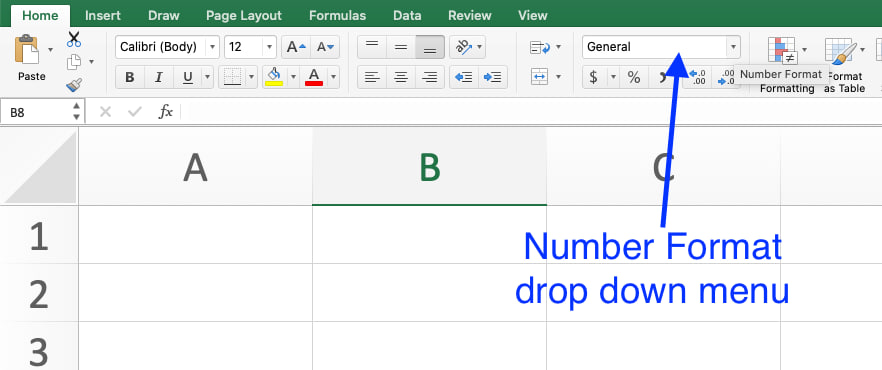 Home Insert Draw Page Layout Formulas Data Review View
Calibri (Body) 12 A A General
Paste B I U A $ % Number Format
Formatting Format as Table
B8 fx
A B C
1
Number Format
2
drop down menu
3